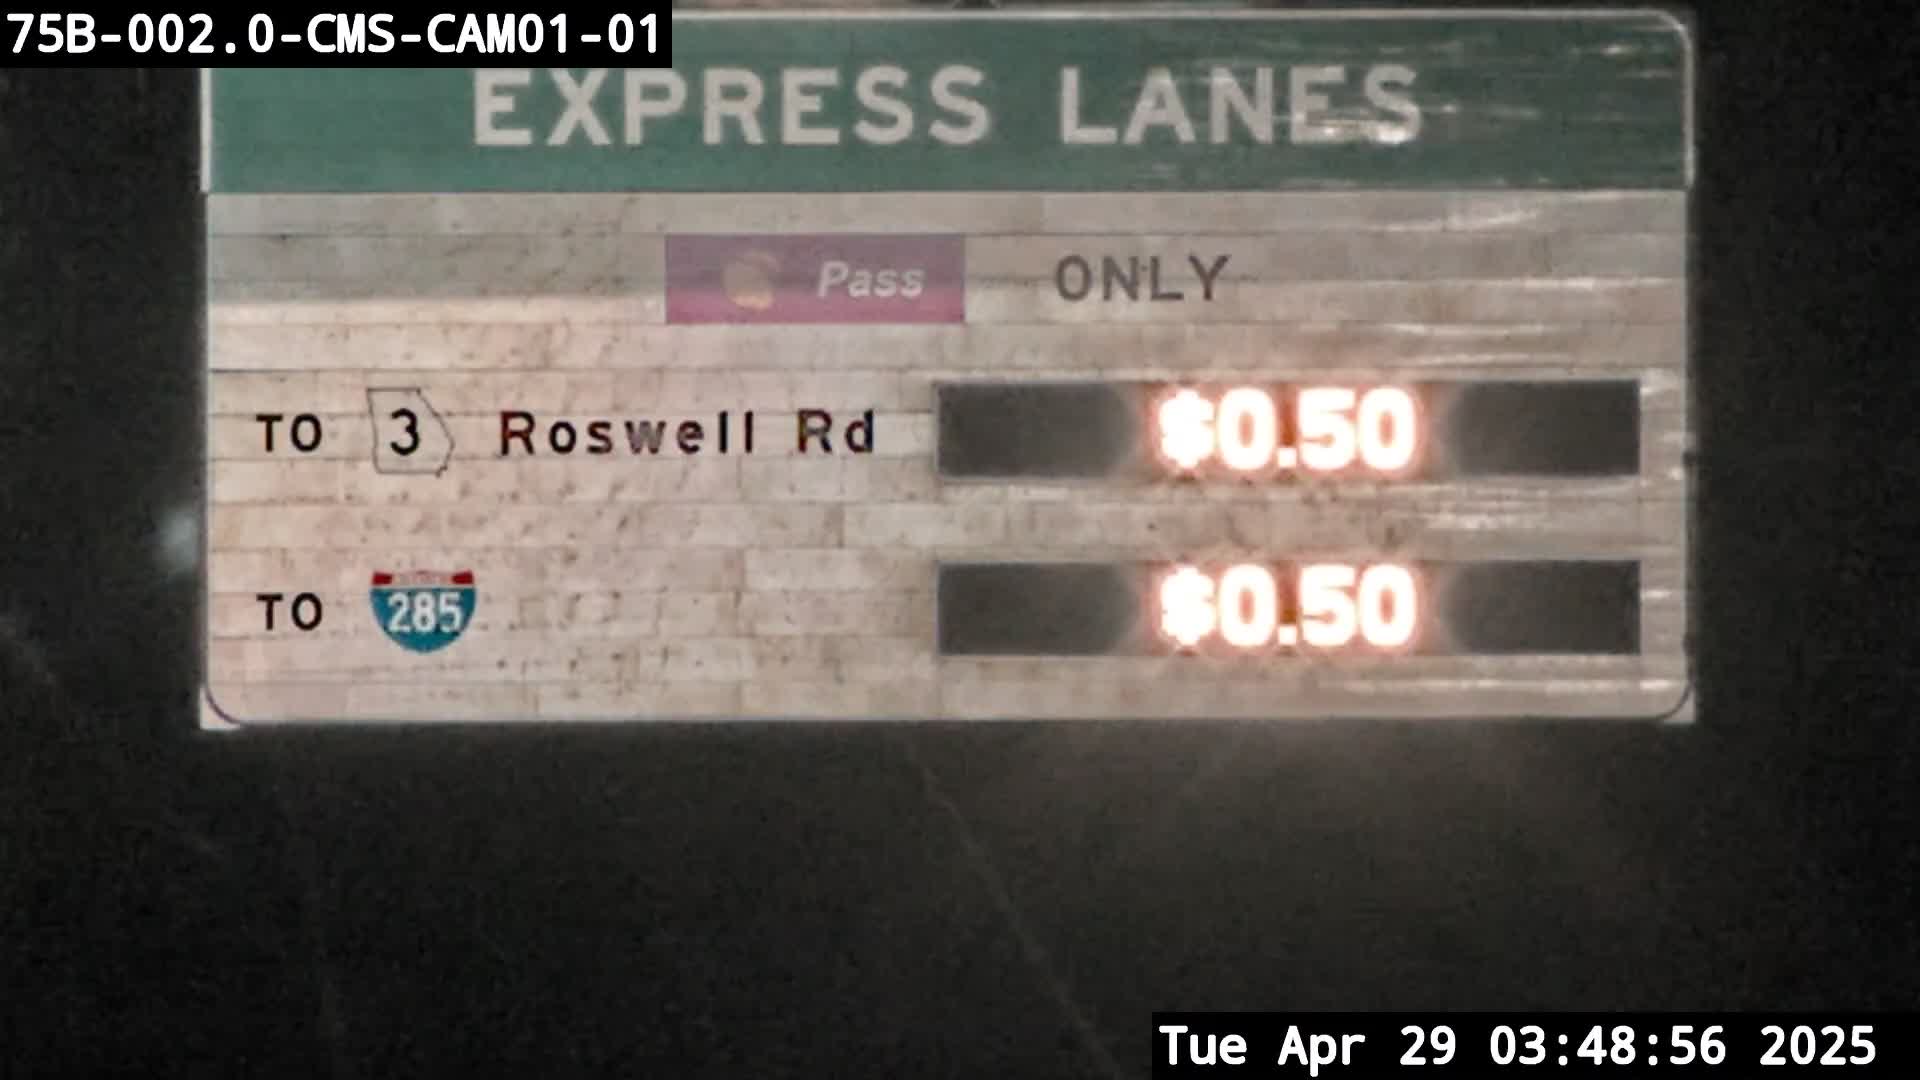 75B-002.0-CMS-CAM01-01
EXPRESS LANES
Pass ONLY
TO 3 Roswell Rd $0.50
TO 285 $0.50
Tue Apr 29 03:48:56 2025